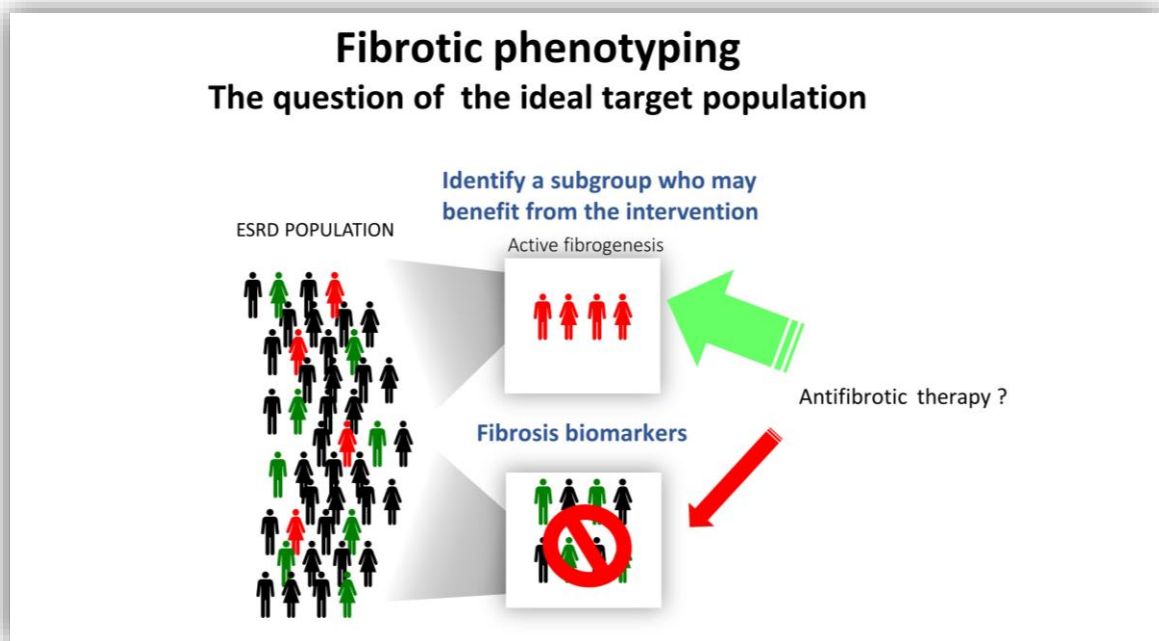 Fibrotic phenotyping
The question of the ideal target population
Identify a subgroup who may
benefit from the intervention
ESRD POPULATION
Active fibrogenesis
Antifibrotic therapy ?
Fibrosis biomarkers